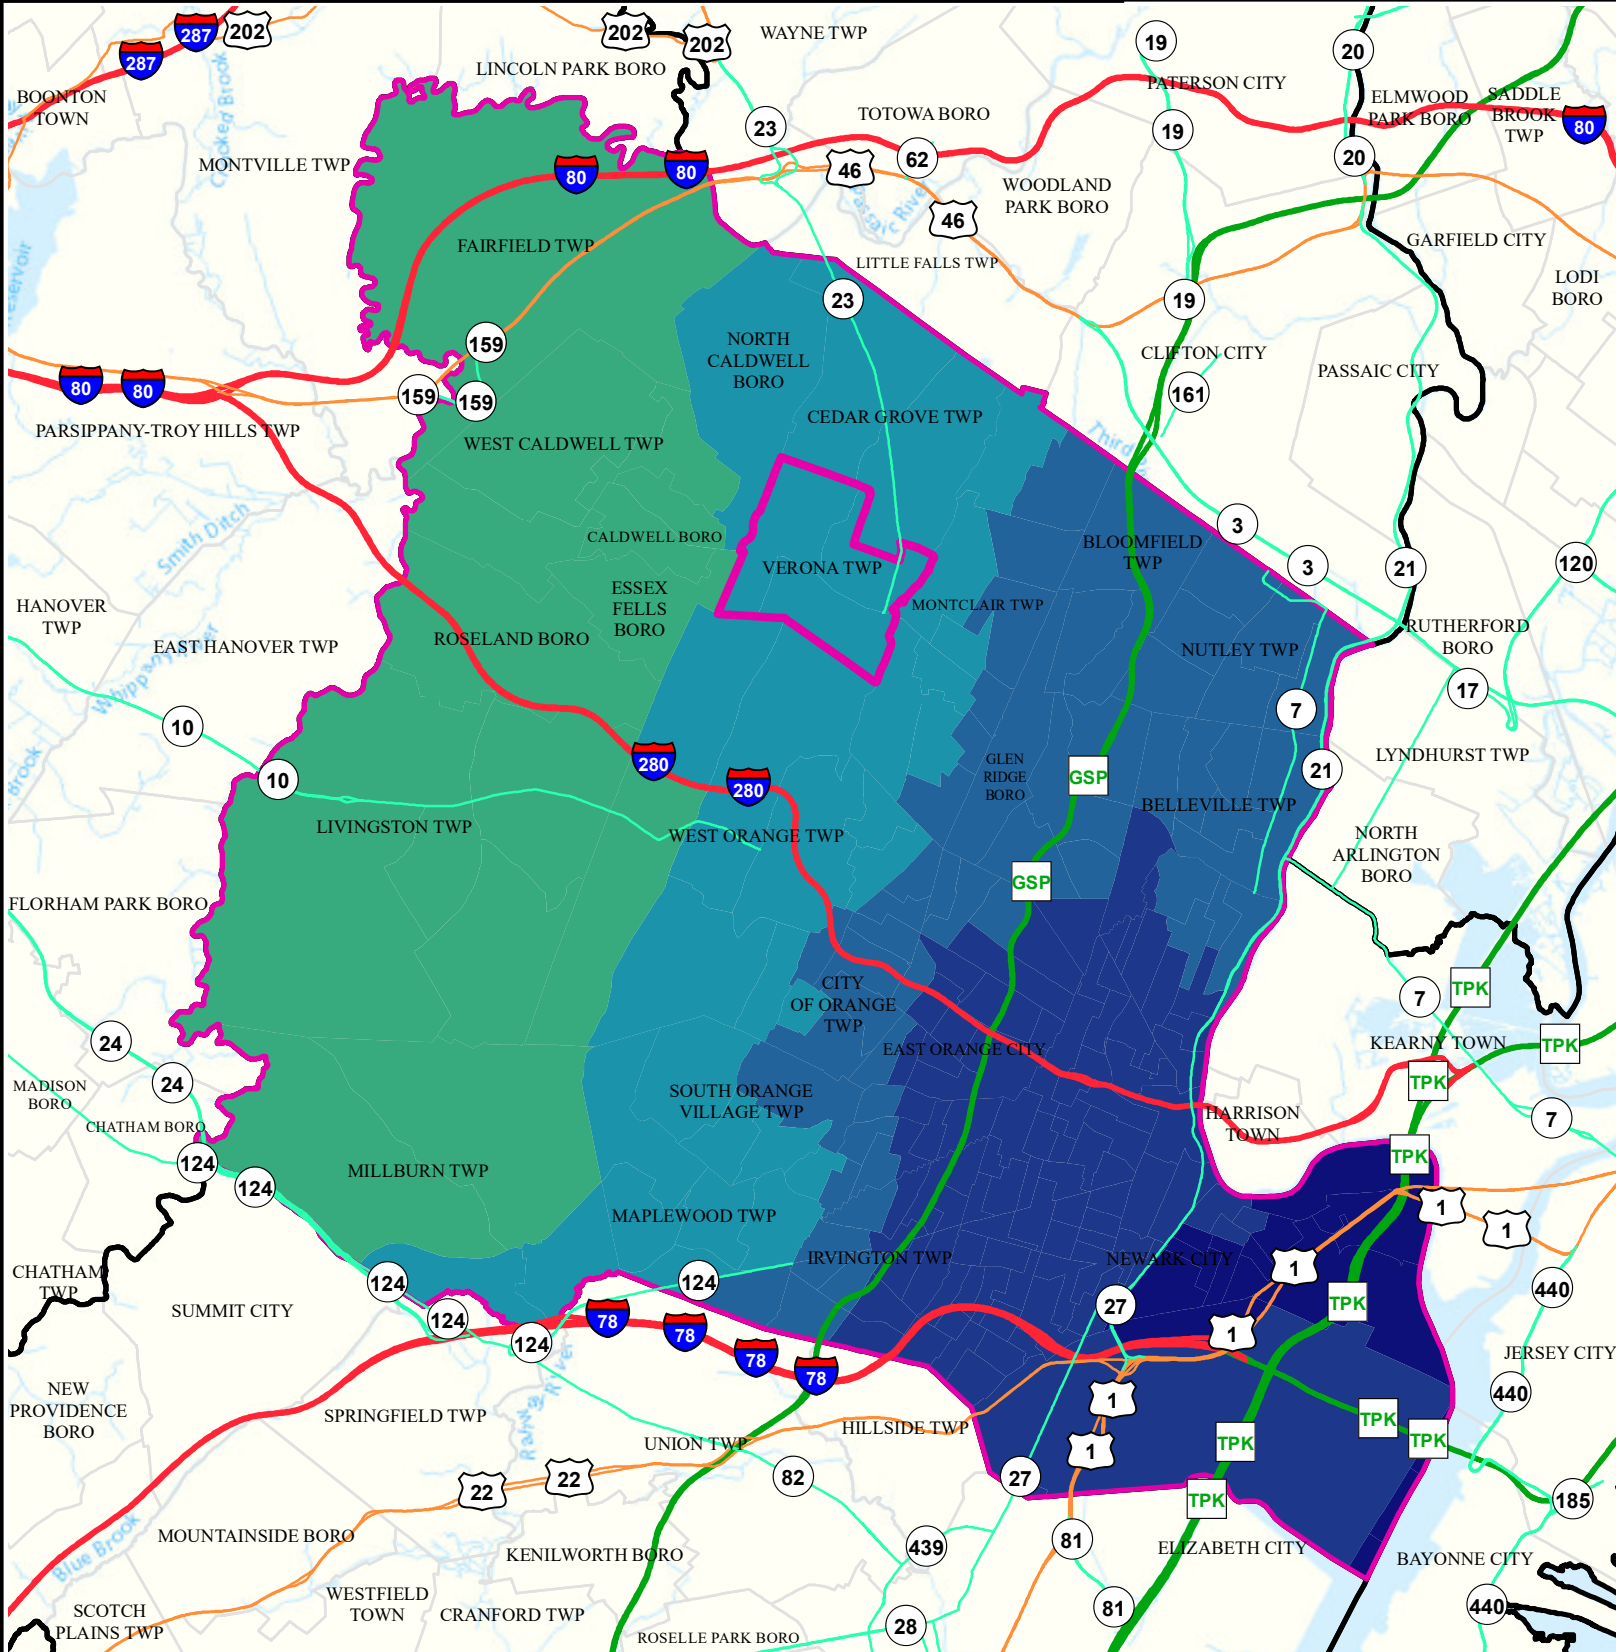 287
202
287
202
202
WAYNE TWP
19
20
LINCOLN PARK BORO
PATERSON CITY
BOONTON
TOWN
ELMWOOD
PARK BORO
SADDLE
BROOK
TWP
80
23
TOTOWA BORO
19
MONTVILLE TWP
80
80
46
62
20
WOODLAND
PARK BORO
46
Passaic River
FAIRFIELD TWP
LITTLE FALLS TWP
GARFIELD CITY
LODI
BORO
23
19
159
NORTH
CALDWELL
BORO
CLIFTON CITY
PASSAIC CITY
80
80
159
159
161
PARSIPPANY-TROY HILLS TWP
WEST CALDWELL TWP
CEDAR GROVE TWP
Third
Smith Ditch
3
CALDWELL BORO
BLOOMFIELD
TWP
VERONA TWP
3
21
120
HANOVER
TWP
ESSEX
FELLS
BORO
MONTCLAIR TWP
EAST HANOVER TWP
ROSELAND BORO
NUTLEY TWP
RUTHERFORD
BORO
17
10
7
280
280
GLEN
RIDGE
BORO
GSP
21
LYNDHURST TWP
10
BELLEVILLE TWP
Brook
LIVINGSTON TWP
WEST ORANGE TWP
NORTH
ARLINGTON
BORO
GSP
FLORHAM PARK BORO
CITY
OF ORANGE
TWP
7
TPK
24
EAST ORANGE CITY
KEARNY TOWN
TPK
24
TPK
MADISON
BORO
SOUTH ORANGE
VILLAGE TWP
HARRISON
TOWN
7
CHATHAM BORO
TPK
124
MILLBURN TWP
124
MAPLEWOOD TWP
1
1
IRVINGTON TWP
NEWARK CITY
1
CHATHAM
TWP
124
124
440
SUMMIT CITY
27
TPK
124
78
78
1
124
78
JERSEY CITY
78
440
NEW
PROVIDENCE
BORO
1
SPRINGFIELD TWP
HILLSIDE TWP
TPK
TPK
UNION TWP
1
TPK
22
22
82
27
TPK
185
Blue Brook
MOUNTAINSIDE BORO
439
81
ELIZABETH CITY
KENILWORTH BORO
BAYONNE CITY
WESTFIELD
TOWN
CRANFORD TWP
81
440
SCOTCH
PLAINS TWP
ROSELLE PARK BORO
28